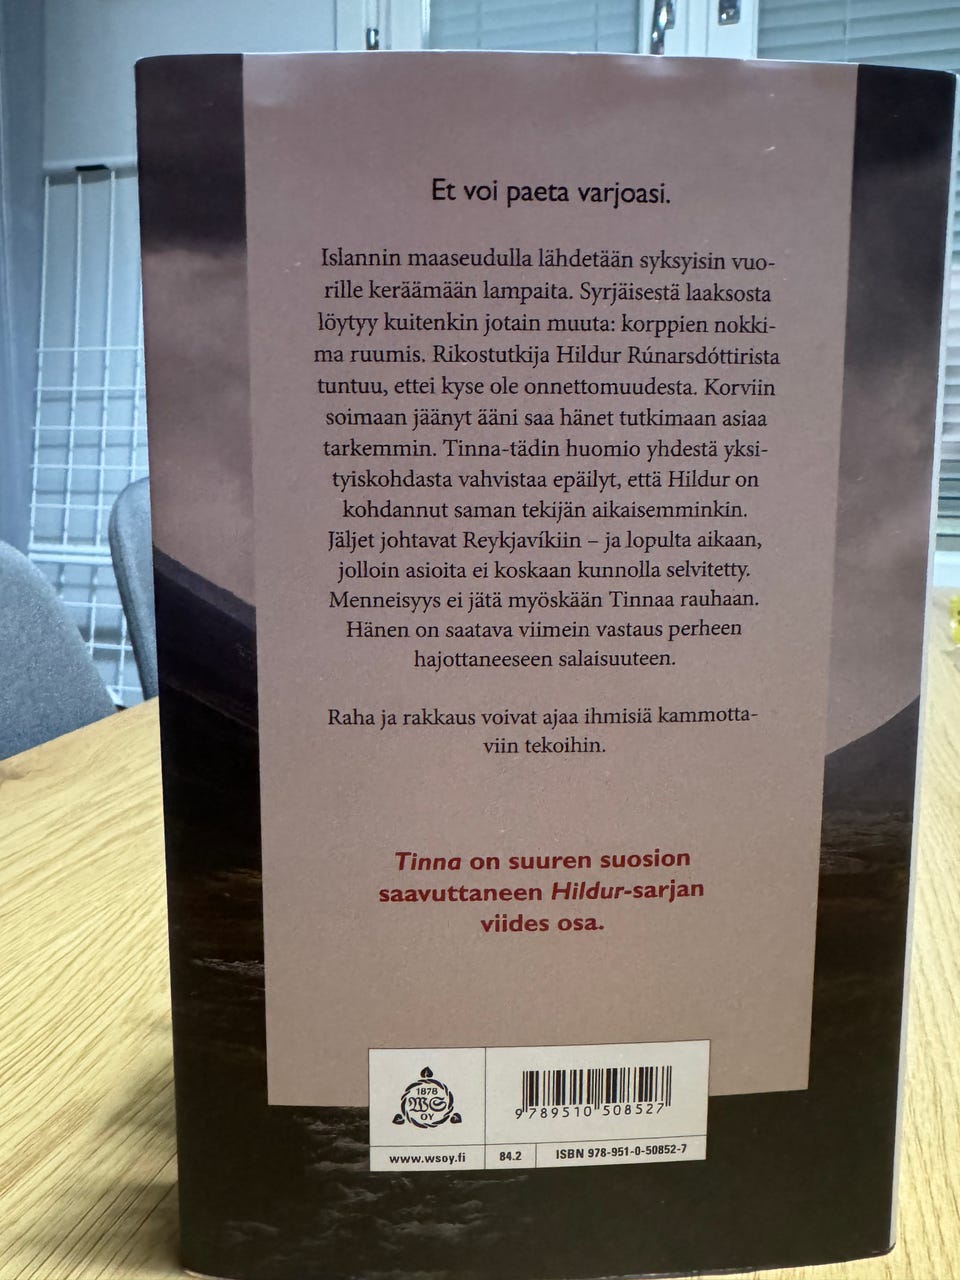 Et voi paeta varjoasi.
Islannin maaseudulla lähdetään syksyisin vuo-
rille keräämään lampaita. Syrjäisestä laaksosta
löytyy kuitenkin jotain muuta: korppien nokki-
ma ruumis. Rikostutkija Hildur Rúnarsdóttirista
tuntuu, ettei kyse ole onnettomuudesta. Korviin
soimaan jäänyt ääni saa hänet tutkimaan asiaa
tarkemmin. Tinna-tädin huomio yhdestä yksi-
tyiskohdasta vahvistaa epäilyt, että Hildur on
kohdannut saman tekijän aikaisemminkin.
Jäljet johtavat Reykjavíkiin – ja lopulta aikaan,
jolloin asioita ei koskaan kunnolla selvitetty.
Menneisyys ei jätä myöskään Tinnaa rauhaan.
Hänen on saatava viimein vastaus perheen
hajottaneeseen salaisuuteen.
Raha ja rakkaus voivat ajaa ihmisiä kammotta-
viin tekoihin.
Tinna on suuren suosion
saavuttaneen Hildur-sarjan
viides osa.
1878
WS
OY
9 789510 508527
www.wsoy.fi
84.2
ISBN 978-951-0-50852-7